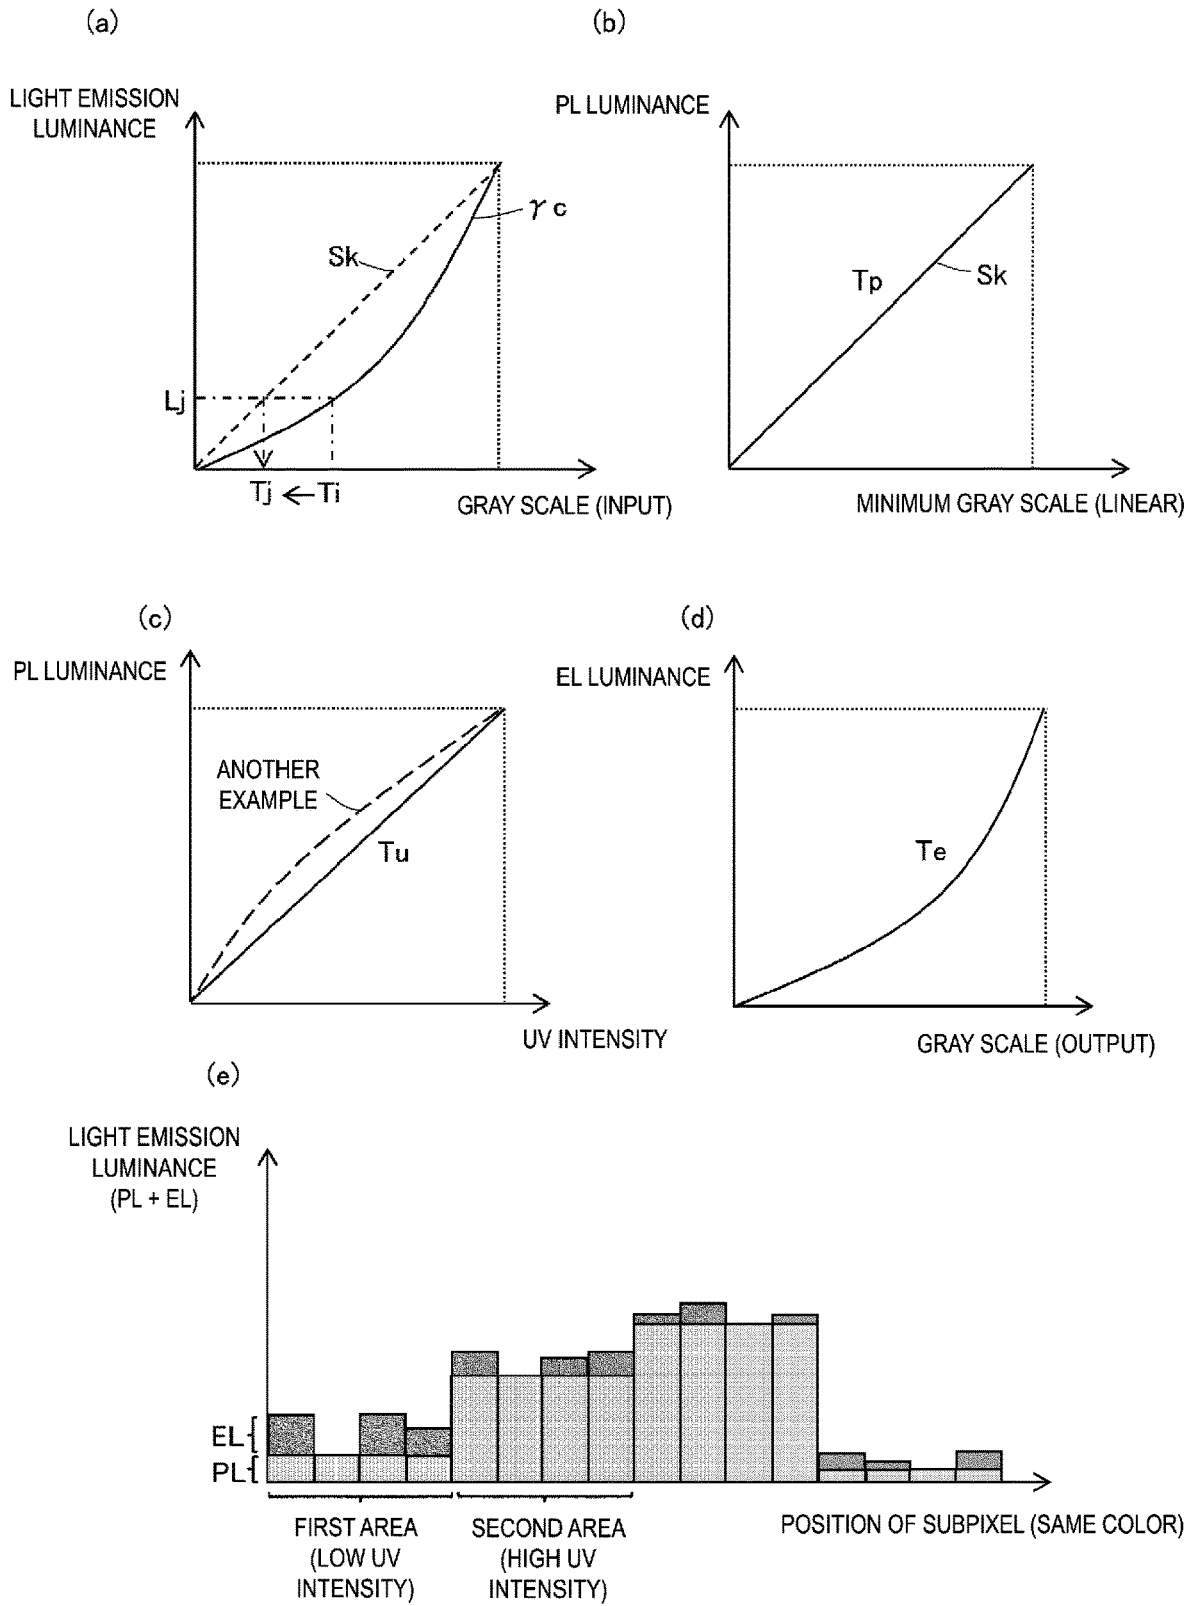 (a)
LIGHT EMISSION
LUMINANCE
γc
Sk
Lj
Tj ← Ti
GRAY SCALE (INPUT)
(b)
PL LUMINANCE
Tp
Sk
MINIMUM GRAY SCALE (LINEAR)
(c)
PL LUMINANCE
ANOTHER
EXAMPLE
Tu
UV INTENSITY
(d)
EL LUMINANCE
Te
GRAY SCALE (OUTPUT)
(e)
LIGHT EMISSION
LUMINANCE
(PL + EL)
EL
PL
FIRST AREA
(LOW UV
INTENSITY)
SECOND AREA
(HIGH UV
INTENSITY)
POSITION OF SUBPIXEL (SAME COLOR)